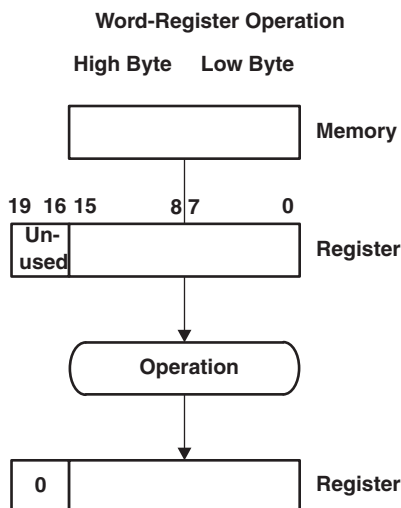 Word-Register Operation
High Byte Low Byte
Memory
19 16 15 8 7 0
Un-
used
Register
Operation
0
Register